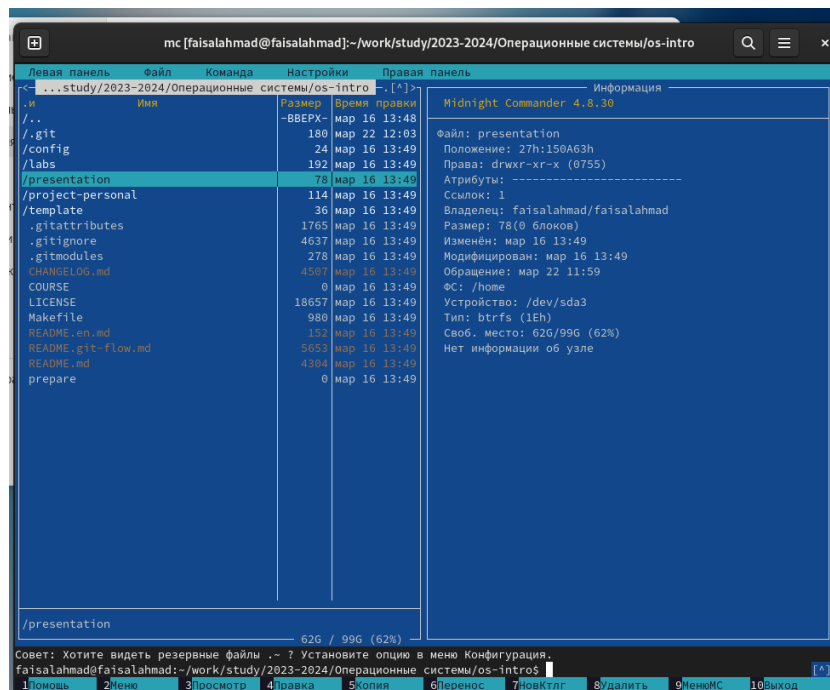 mc [faisalahmad@faisalahmad]:~/work/study/2023-2024/Операционные системы/os-intro
Левая панель Файл Команда Настройки Правая панель
<─ ...study/2023-2024/Операционные системы/os-intro ─.[^]>
.и Имя Размер Время правки
/.. -ВВЕРХ- мар 16 13:48
/.git 180 мар 22 12:03
/config 24 мар 16 13:49
/labs 192 мар 16 13:49
/presentation 78 мар 16 13:49
/project-personal 114 мар 16 13:49
/template 36 мар 16 13:49
.gitattributes 1765 мар 16 13:49
.gitignore 4637 мар 16 13:49
.gitmodules 278 мар 16 13:49
CHANGELOG.md 4507 мар 16 13:49
COURSE 0 мар 16 13:49
LICENSE 18657 мар 16 13:49
Makefile 980 мар 16 13:49
README.en.md 152 мар 16 13:49
README.git-flow.md 5653 мар 16 13:49
README.md 4304 мар 16 13:49
prepare 0 мар 16 13:49
/presentation
62G / 99G (62%)
Информация
Midnight Commander 4.8.30
Файл: presentation
Положение: 27h:150A63h
Права: drwxr-xr-x (0755)
Атрибуты: ------------------------
Ссылок: 1
Владелец: faisalahmad/faisalahmad
Размер: 78(0 блоков)
Изменён: мар 16 13:49
Модифицирован: мар 16 13:49
Обращение: мар 22 11:59
ФС: /home
Устройство: /dev/sda3
Тип: btrfs (1Eh)
Своб. место: 62G/99G (62%)
Нет информации об узле
Совет: Хотите видеть резервные файлы .~ ? Установите опцию в меню Конфигурация.
faisalahmad@faisalahmad:~/work/study/2023-2024/Операционные системы/os-intro$ [^]
1Помощь 2Меню 3Просмотр 4Правка 5Копия 6Перенос 7НовКтлг 8Удалить 9МенюMC 10Выход